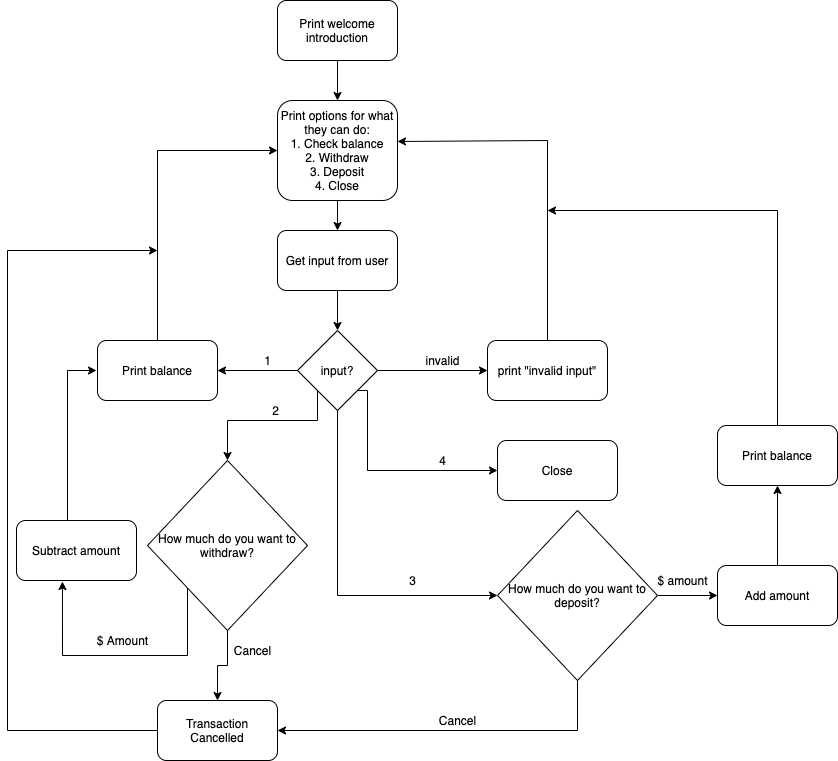 Print welcome
introduction
Print options for what
they can do:
1. Check balance
2. Withdraw
3. Deposit
4. Close
Get input from user
Print balance
1
input?
invalid
print "invalid input"
2
4
Close
Print balance
Subtract amount
How much do you want to
withdraw?
3
How much do you want to
deposit?
$ amount
Add amount
$ Amount
Cancel
Transaction
Cancelled
Cancel